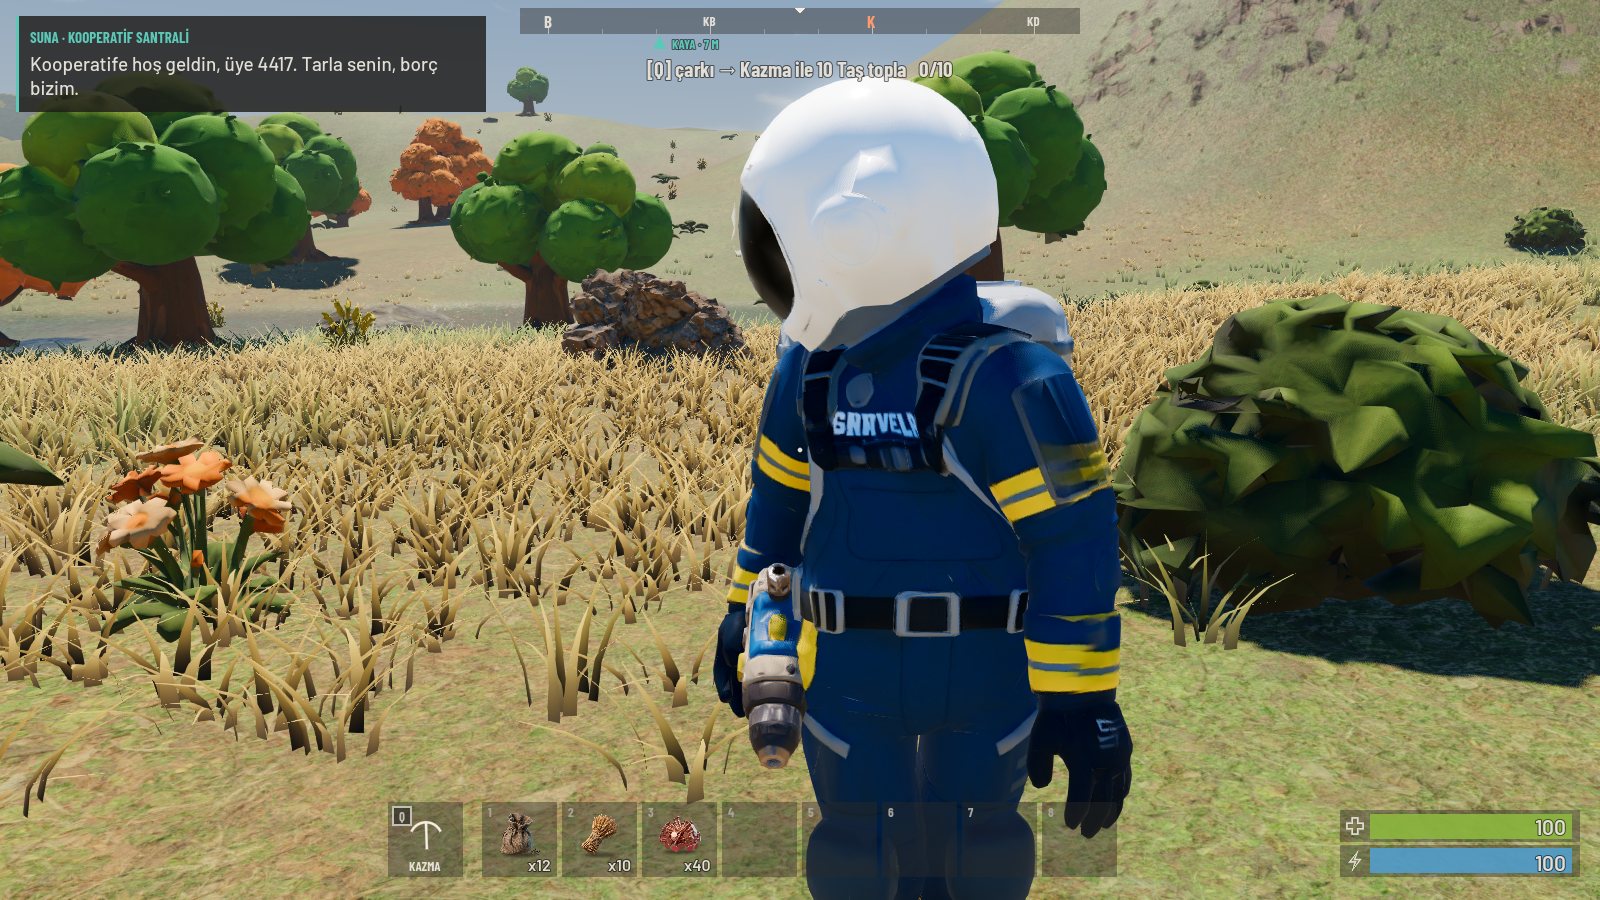 SUNA · KOOPERATİF SANTRALİ
Kooperatife hoş geldin, üye 4417. Tarla senin, borç
bizim.
B
KB
K
KD
KAYA · 7 M
[Q] çarkı → Kazma ile 10 Taş topla 0/10
Q
KAZMA
1
x12
2
x10
3
x40
4
5
6
7
8
100
100